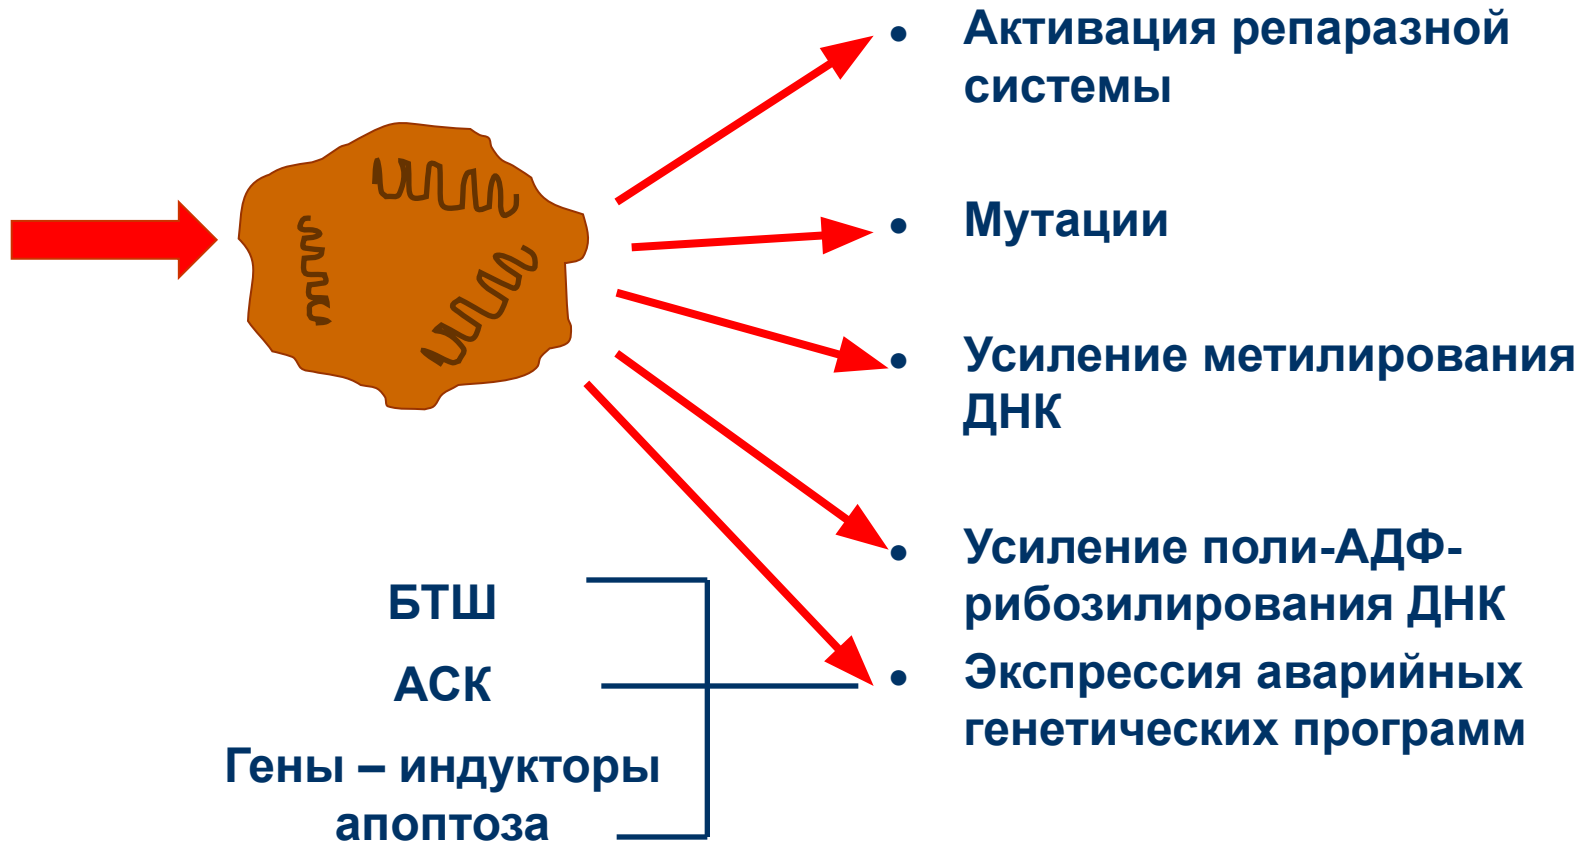 Активация репаразной
системы
Мутации
Усиление метилирования
ДНК
Усиление поли-АДФ-
рибозилирования ДНК
Экспрессия аварийных
генетических программ
БТШ
АСК
Гены – индукторы
апоптоза